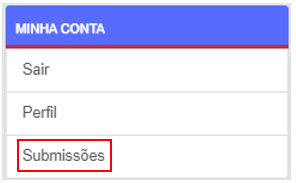 MINHA CONTA
Sair
Perfil
Submissões